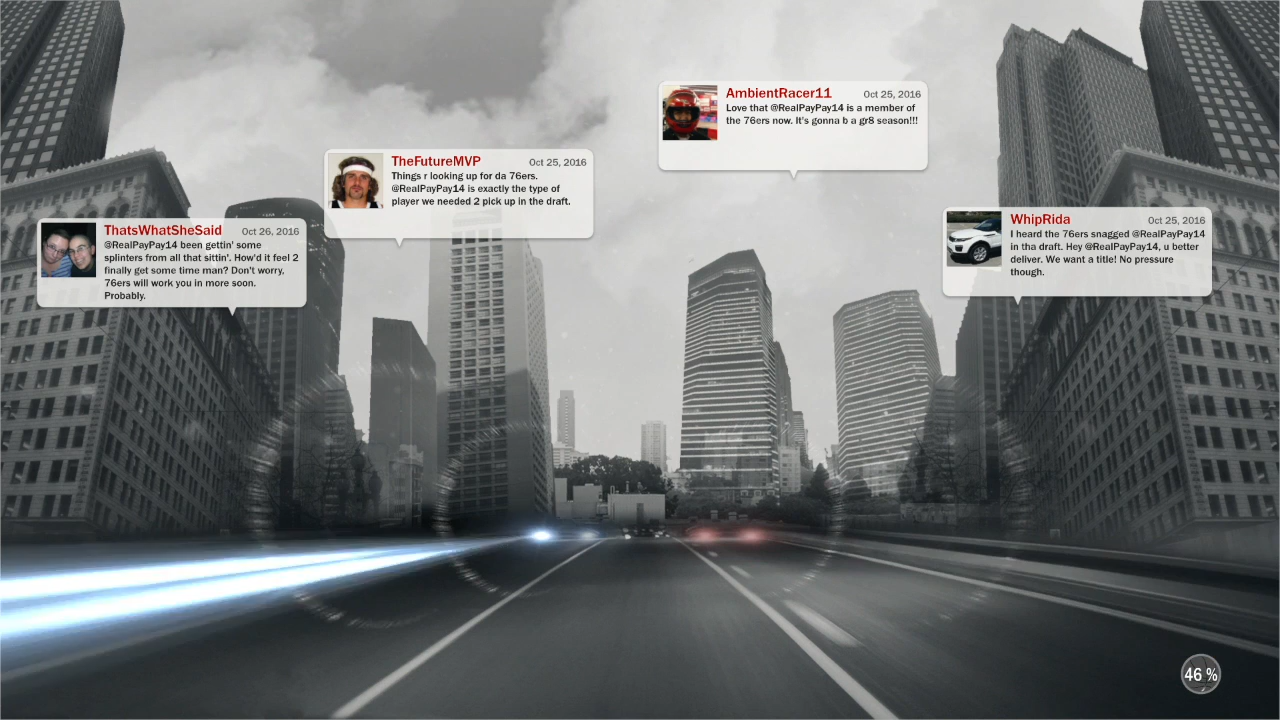 AmbientRacer11 Oct 25, 2016
Love that @RealPayPay14 is a member of
the 76ers now. It's gonna b a gr8 season!!!
TheFutureMVP Oct 25, 2016
Things r looking up for da 76ers.
@RealPayPay14 is exactly the type of
player we needed 2 pick up in the draft.
ThatsWhatSheSaid Oct 26, 2016
@RealPayPay14 been gettin' some
splinters from all that sittin'. How'd it feel 2
finally get some time man? Don't worry,
76ers will work you in more soon.
Probably.
WhipRida Oct 25, 2016
I heard the 76ers snagged @RealPayPay14
in tha draft. Hey @RealPayPay14, u better
deliver. We want a title! No pressure
though.
46 %